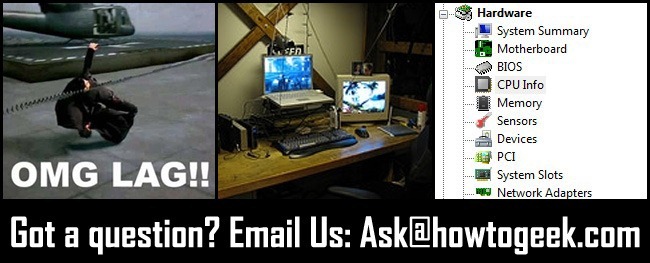 OMG LAG!!
Hardware
System Summary
Motherboard
BIOS
CPU Info
Memory
Sensors
Devices
PCI
System Slots
Network Adapters
Got a question? Email Us: Ask@howtogeek.com